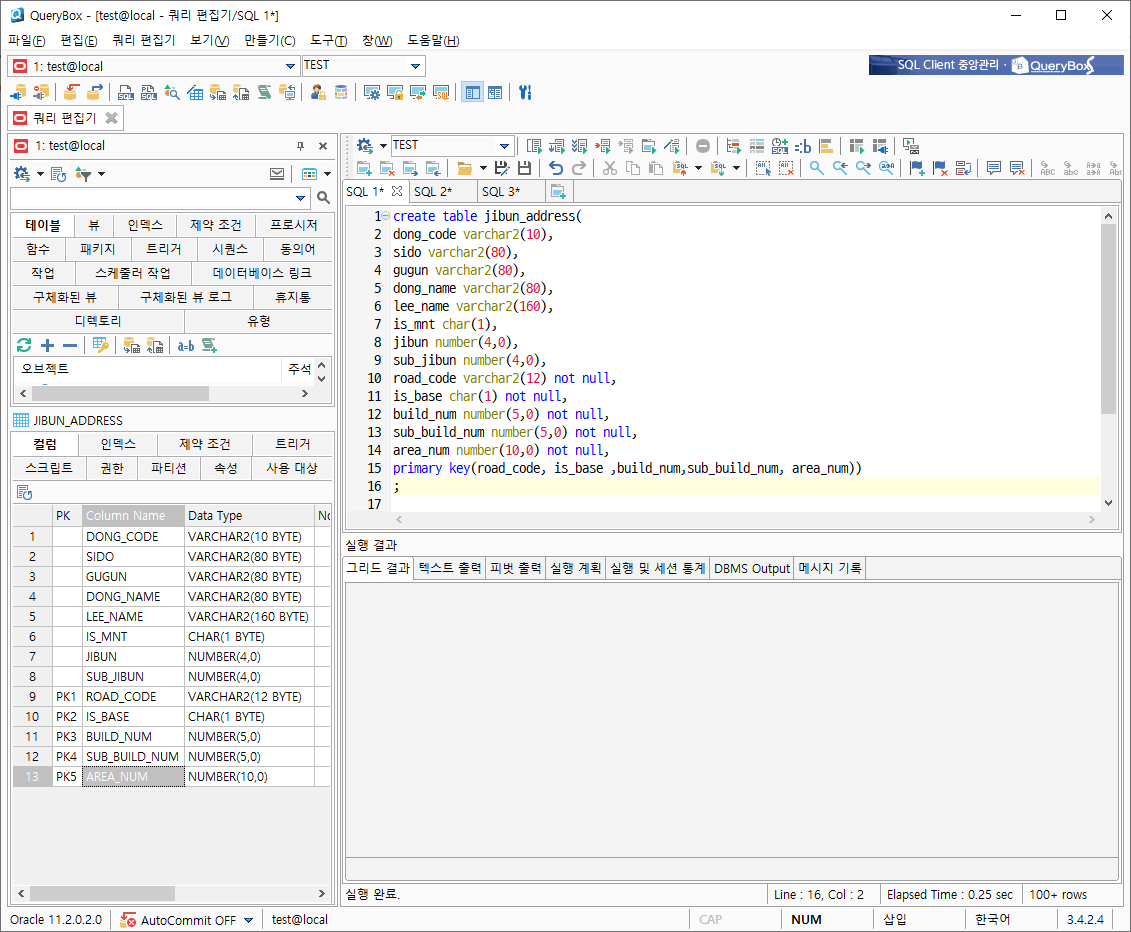 QueryBox - [test@local - 쿼리 편집기/SQL 1*]
파일(F) 편집(E) 쿼리 편집기 보기(V) 만들기(C) 도구(T) 창(W) 도움말(H)
1: test@local TEST
SQL Client 중앙관리 · QueryBox
쿼리 편집기
1: test@local
테이블 뷰 인덱스 제약 조건 프로시저
함수 패키지 트리거 시퀀스 동의어
작업 스케줄러 작업 데이터베이스 링크
구체화된 뷰 구체화된 뷰 로그 휴지통
디렉토리 유형
오브젝트 주석
JIBUN_ADDRESS
컬럼 인덱스 제약 조건 트리거
스크립트 권한 파티션 속성 사용 대상
PK Column Name Data Type
1 DONG_CODE VARCHAR2(10 BYTE)
2 SIDO VARCHAR2(80 BYTE)
3 GUGUN VARCHAR2(80 BYTE)
4 DONG_NAME VARCHAR2(80 BYTE)
5 LEE_NAME VARCHAR2(160 BYTE)
6 IS_MNT CHAR(1 BYTE)
7 JIBUN NUMBER(4,0)
8 SUB_JIBUN NUMBER(4,0)
9 PK1 ROAD_CODE VARCHAR2(12 BYTE)
10 PK2 IS_BASE CHAR(1 BYTE)
11 PK3 BUILD_NUM NUMBER(5,0)
12 PK4 SUB_BUILD_NUM NUMBER(5,0)
13 PK5 AREA_NUM NUMBER(10,0)
TEST
SQL 1* SQL 2* SQL 3*
1 create table jibun_address(
2 dong_code varchar2(10),
3 sido varchar2(80),
4 gugun varchar2(80),
5 dong_name varchar2(80),
6 lee_name varchar2(160),
7 is_mnt char(1),
8 jibun number(4,0),
9 sub_jibun number(4,0),
10 road_code varchar2(12) not null,
11 is_base char(1) not null,
12 build_num number(5,0) not null,
13 sub_build_num number(5,0) not null,
14 area_num number(10,0) not null,
15 primary key(road_code, is_base ,build_num,sub_build_num, area_num))
16 ;
17
실행 결과
그리드 결과 텍스트 출력 피벗 출력 실행 계획 실행 및 세션 통계 DBMS Output 메시지 기록
실행 완료. Line : 16, Col : 2 Elapsed Time : 0.25 sec 100+ rows
Oracle 11.2.0.2.0 AutoCommit OFF test@local CAP NUM 삽입 한국어 3.4.2.4